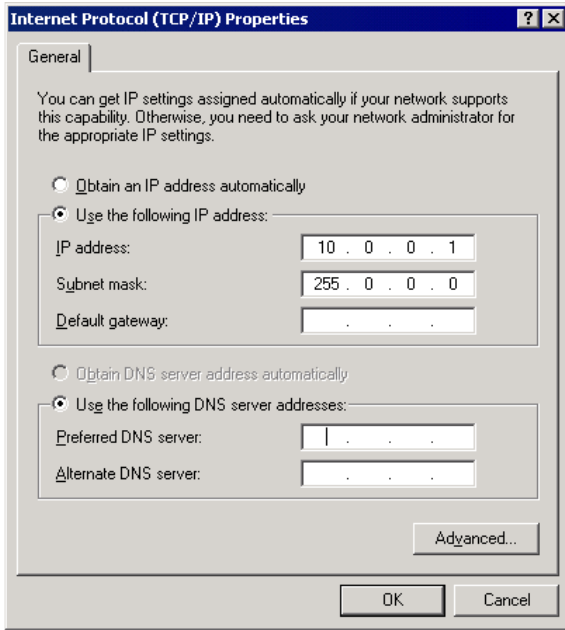 Internet Protocol (TCP/IP) Properties
General
You can get IP settings assigned automatically if your network supports
this capability. Otherwise, you need to ask your network administrator for
the appropriate IP settings.
Obtain an IP address automatically
Use the following IP address:
IP address: 10 . 0 . 0 . 1
Subnet mask: 255 . 0 . 0 . 0
Default gateway: . . .
Obtain DNS server address automatically
Use the following DNS server addresses:
Preferred DNS server: . . .
Alternate DNS server: . . .
Advanced...
OK Cancel